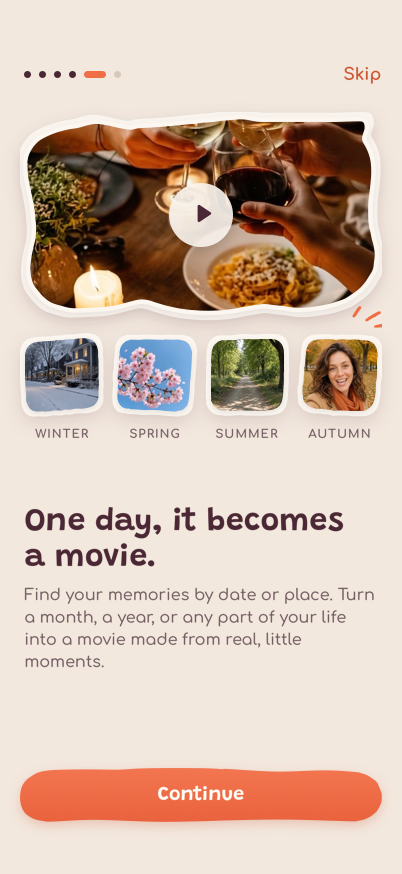 Skip
WINTER SPRING SUMMER AUTUMN
One day, it becomes
a movie.
Find your memories by date or place. Turn
a month, a year, or any part of your life
into a movie made from real, little
moments.
Continue